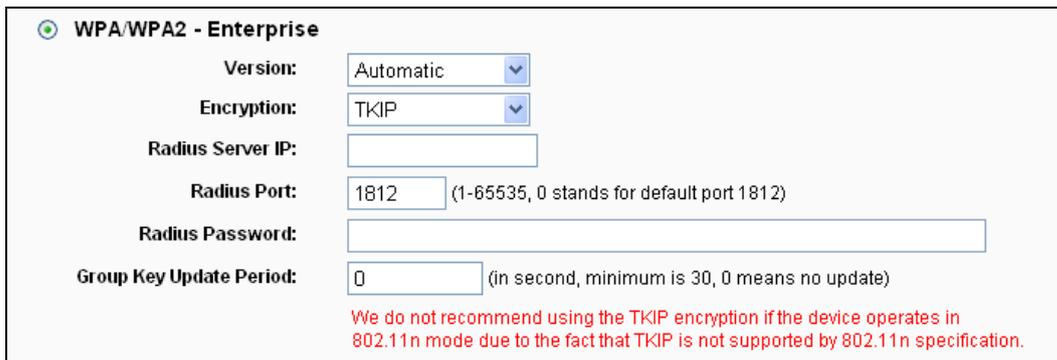 WPA/WPA2 - Enterprise
Version: Automatic
Encryption: TKIP
Radius Server IP:
Radius Port: 1812 (1-65535, 0 stands for default port 1812)
Radius Password:
Group Key Update Period: 0 (in second, minimum is 30, 0 means no update)
We do not recommend using the TKIP encryption if the device operates in
802.11n mode due to the fact that TKIP is not supported by 802.11n specification.